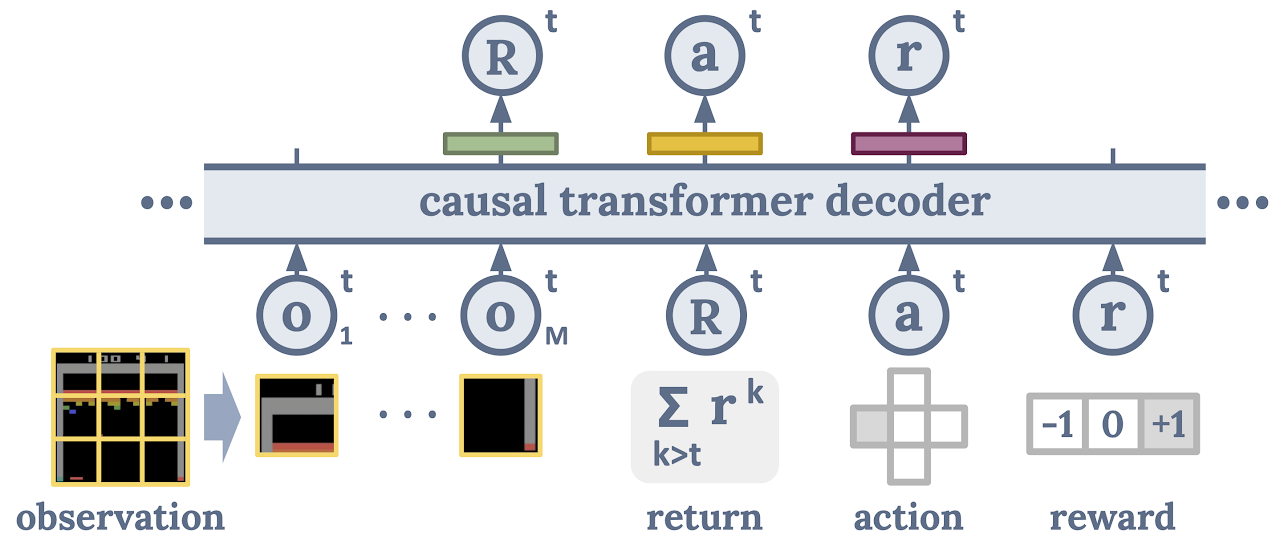 R t a t r t
... causal transformer decoder ...
o t 1 ... o t M R t a t r t
... Σ r k
k>t
-1 0 +1
observation return action reward